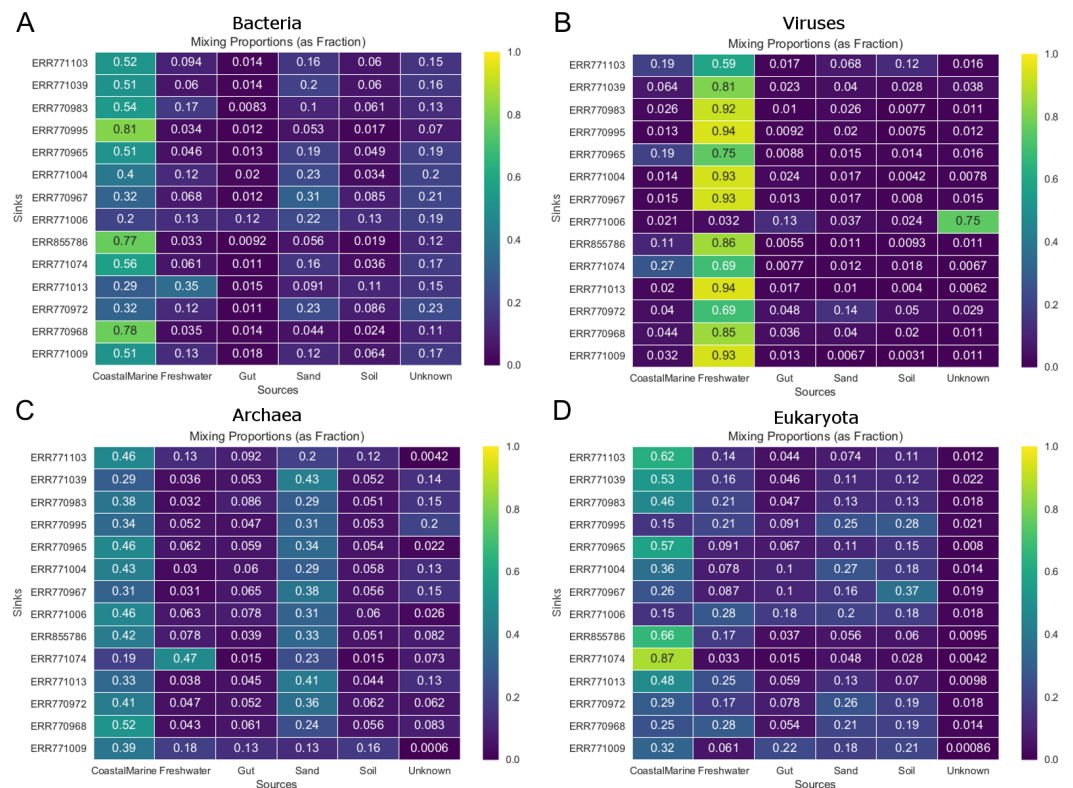 A
Bacteria
Mixing Proportions (as Fraction)
ERR771103 0.52 0.094 0.014 0.16 0.06 0.15
ERR771039 0.51 0.06 0.014 0.2 0.06 0.16
ERR770983 0.54 0.17 0.0083 0.1 0.061 0.13
ERR770995 0.81 0.034 0.012 0.053 0.017 0.07
ERR770965 0.51 0.046 0.013 0.19 0.049 0.19
ERR771004 0.4 0.12 0.02 0.23 0.034 0.2
ERR770967 0.32 0.068 0.012 0.31 0.085 0.21
ERR771006 0.2 0.13 0.12 0.22 0.13 0.19
ERR855786 0.77 0.033 0.0092 0.056 0.019 0.12
ERR771074 0.56 0.061 0.011 0.16 0.036 0.17
ERR771013 0.29 0.35 0.015 0.091 0.11 0.15
ERR770972 0.32 0.12 0.011 0.23 0.086 0.23
ERR770968 0.78 0.035 0.014 0.044 0.024 0.11
ERR771009 0.51 0.13 0.018 0.12 0.064 0.17
CoastalMarine Freshwater Gut Sand Soil Unknown
Sources
Sinks
1.0
0.8
0.6
0.4
0.2
0.0
B
Viruses
Mixing Proportions (as Fraction)
ERR771103 0.19 0.59 0.017 0.068 0.12 0.016
ERR771039 0.064 0.81 0.023 0.04 0.028 0.038
ERR770983 0.026 0.92 0.01 0.026 0.0077 0.011
ERR770995 0.013 0.94 0.0092 0.02 0.0075 0.012
ERR770965 0.19 0.75 0.0088 0.015 0.014 0.016
ERR771004 0.014 0.93 0.024 0.017 0.0042 0.0078
ERR770967 0.015 0.93 0.013 0.017 0.008 0.015
ERR771006 0.021 0.032 0.13 0.037 0.024 0.75
ERR855786 0.11 0.86 0.0055 0.011 0.0093 0.011
ERR771074 0.27 0.69 0.0077 0.012 0.018 0.0067
ERR771013 0.02 0.94 0.017 0.01 0.004 0.0062
ERR770972 0.04 0.69 0.048 0.14 0.05 0.029
ERR770968 0.044 0.85 0.036 0.04 0.02 0.011
ERR771009 0.032 0.93 0.013 0.0067 0.0031 0.011
CoastalMarine Freshwater Gut Sand Soil Unknown
Sources
Sinks
1.0
0.8
0.6
0.4
0.2
0.0
C
Archaea
Mixing Proportions (as Fraction)
ERR771103 0.46 0.13 0.092 0.2 0.12 0.0042
ERR771039 0.29 0.036 0.053 0.43 0.052 0.14
ERR770983 0.38 0.032 0.086 0.29 0.051 0.15
ERR770995 0.34 0.052 0.047 0.31 0.053 0.2
ERR770965 0.46 0.062 0.059 0.34 0.054 0.022
ERR771004 0.43 0.03 0.06 0.29 0.058 0.13
ERR770967 0.31 0.031 0.065 0.38 0.056 0.15
ERR771006 0.46 0.063 0.078 0.31 0.06 0.026
ERR855786 0.42 0.078 0.039 0.33 0.051 0.082
ERR771074 0.19 0.47 0.015 0.23 0.015 0.073
ERR771013 0.33 0.038 0.045 0.41 0.044 0.13
ERR770972 0.41 0.047 0.052 0.36 0.062 0.062
ERR770968 0.52 0.043 0.061 0.24 0.056 0.083
ERR771009 0.39 0.18 0.13 0.13 0.16 0.0006
CoastalMarine Freshwater Gut Sand Soil Unknown
Sources
Sinks
1.0
0.8
0.6
0.4
0.2
0.0
D
Eukaryota
Mixing Proportions (as Fraction)
ERR771103 0.62 0.14 0.044 0.074 0.11 0.012
ERR771039 0.53 0.16 0.046 0.11 0.12 0.022
ERR770983 0.46 0.21 0.047 0.13 0.13 0.018
ERR770995 0.15 0.21 0.091 0.25 0.28 0.021
ERR770965 0.57 0.091 0.067 0.11 0.15 0.008
ERR771004 0.36 0.078 0.1 0.27 0.18 0.014
ERR770967 0.26 0.087 0.1 0.16 0.37 0.019
ERR771006 0.15 0.28 0.18 0.2 0.18 0.018
ERR855786 0.66 0.17 0.037 0.056 0.06 0.0095
ERR771074 0.87 0.033 0.015 0.048 0.028 0.0042
ERR771013 0.48 0.25 0.059 0.13 0.07 0.0098
ERR770972 0.29 0.17 0.078 0.26 0.19 0.018
ERR770968 0.25 0.28 0.054 0.21 0.19 0.014
ERR771009 0.32 0.061 0.22 0.18 0.21 0.00086
CoastalMarine Freshwater Gut Sand Soil Unknown
Sources
Sinks
1.0
0.8
0.6
0.4
0.2
0.0